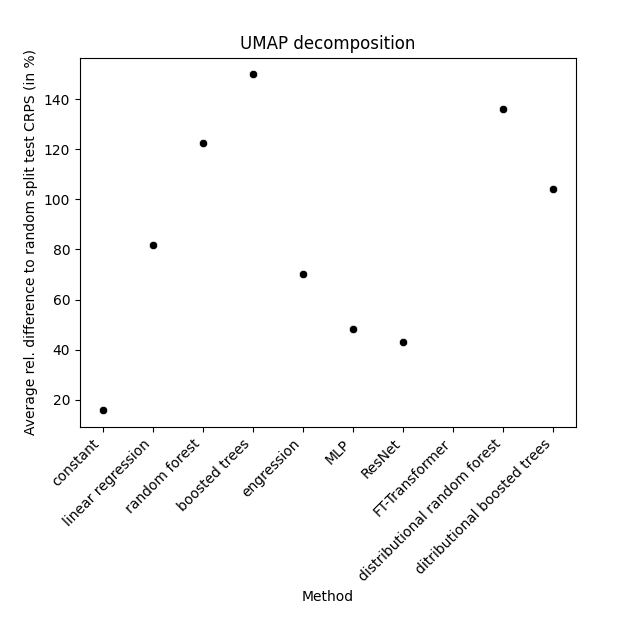 UMAP decomposition
Average rel. difference to random split test CRPS (in %)
140
120
100
80
60
40
20
constant
linear regression
random forest
boosted trees
engression
MLP
ResNet
FT-Transformer
distributional random forest
ditributional boosted trees
Method